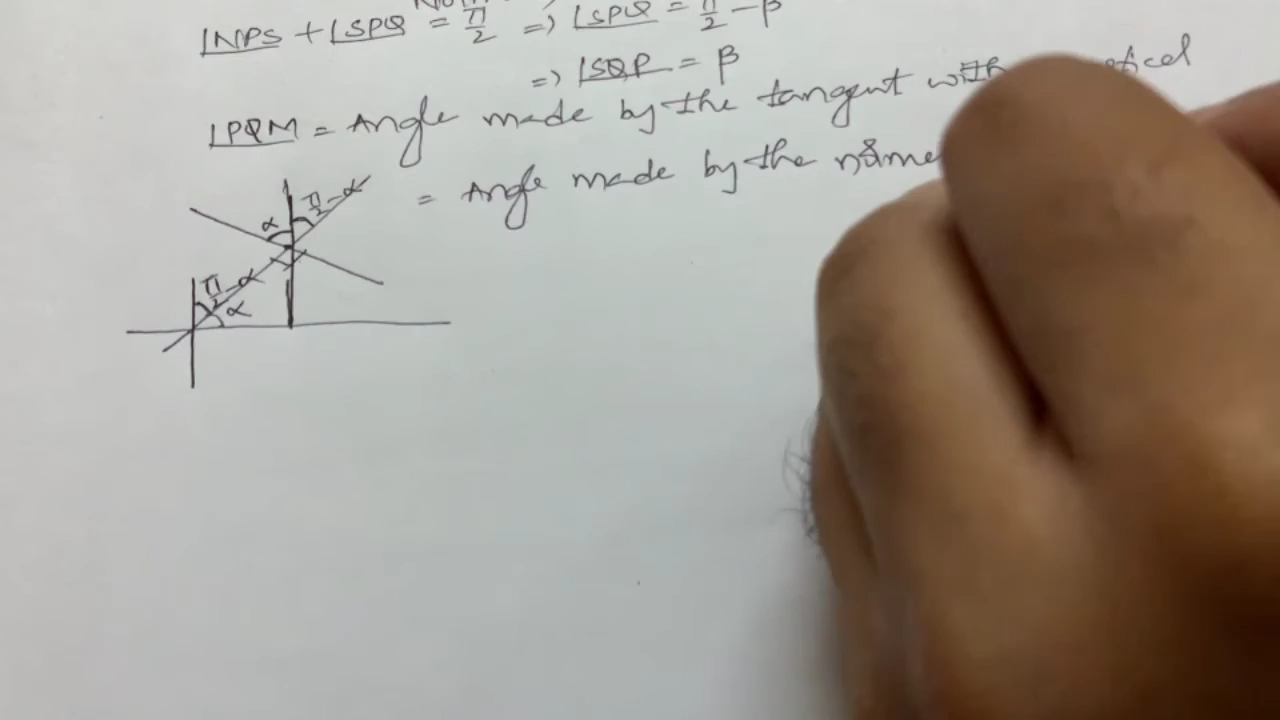 ∠NPS + ∠SPQ = π/2 => ∠SPQ = π/2 - β
=> ∠SQP = β
∠PQM = Angle made by the tangent with
= Angle made by the
π/2 - α
α
π/2 - α
α